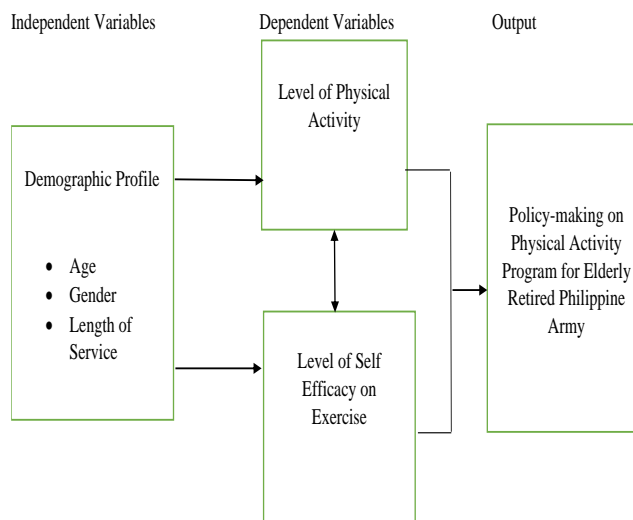 Independent Variables
Dependent Variables
Output
Demographic Profile
• Age
• Gender
• Length of
Service
Level of Physical
Activity
Level of Self
Efficacy on
Exercise
Policy-making on
Physical Activity
Program for Elderly
Retired Philippine
Army